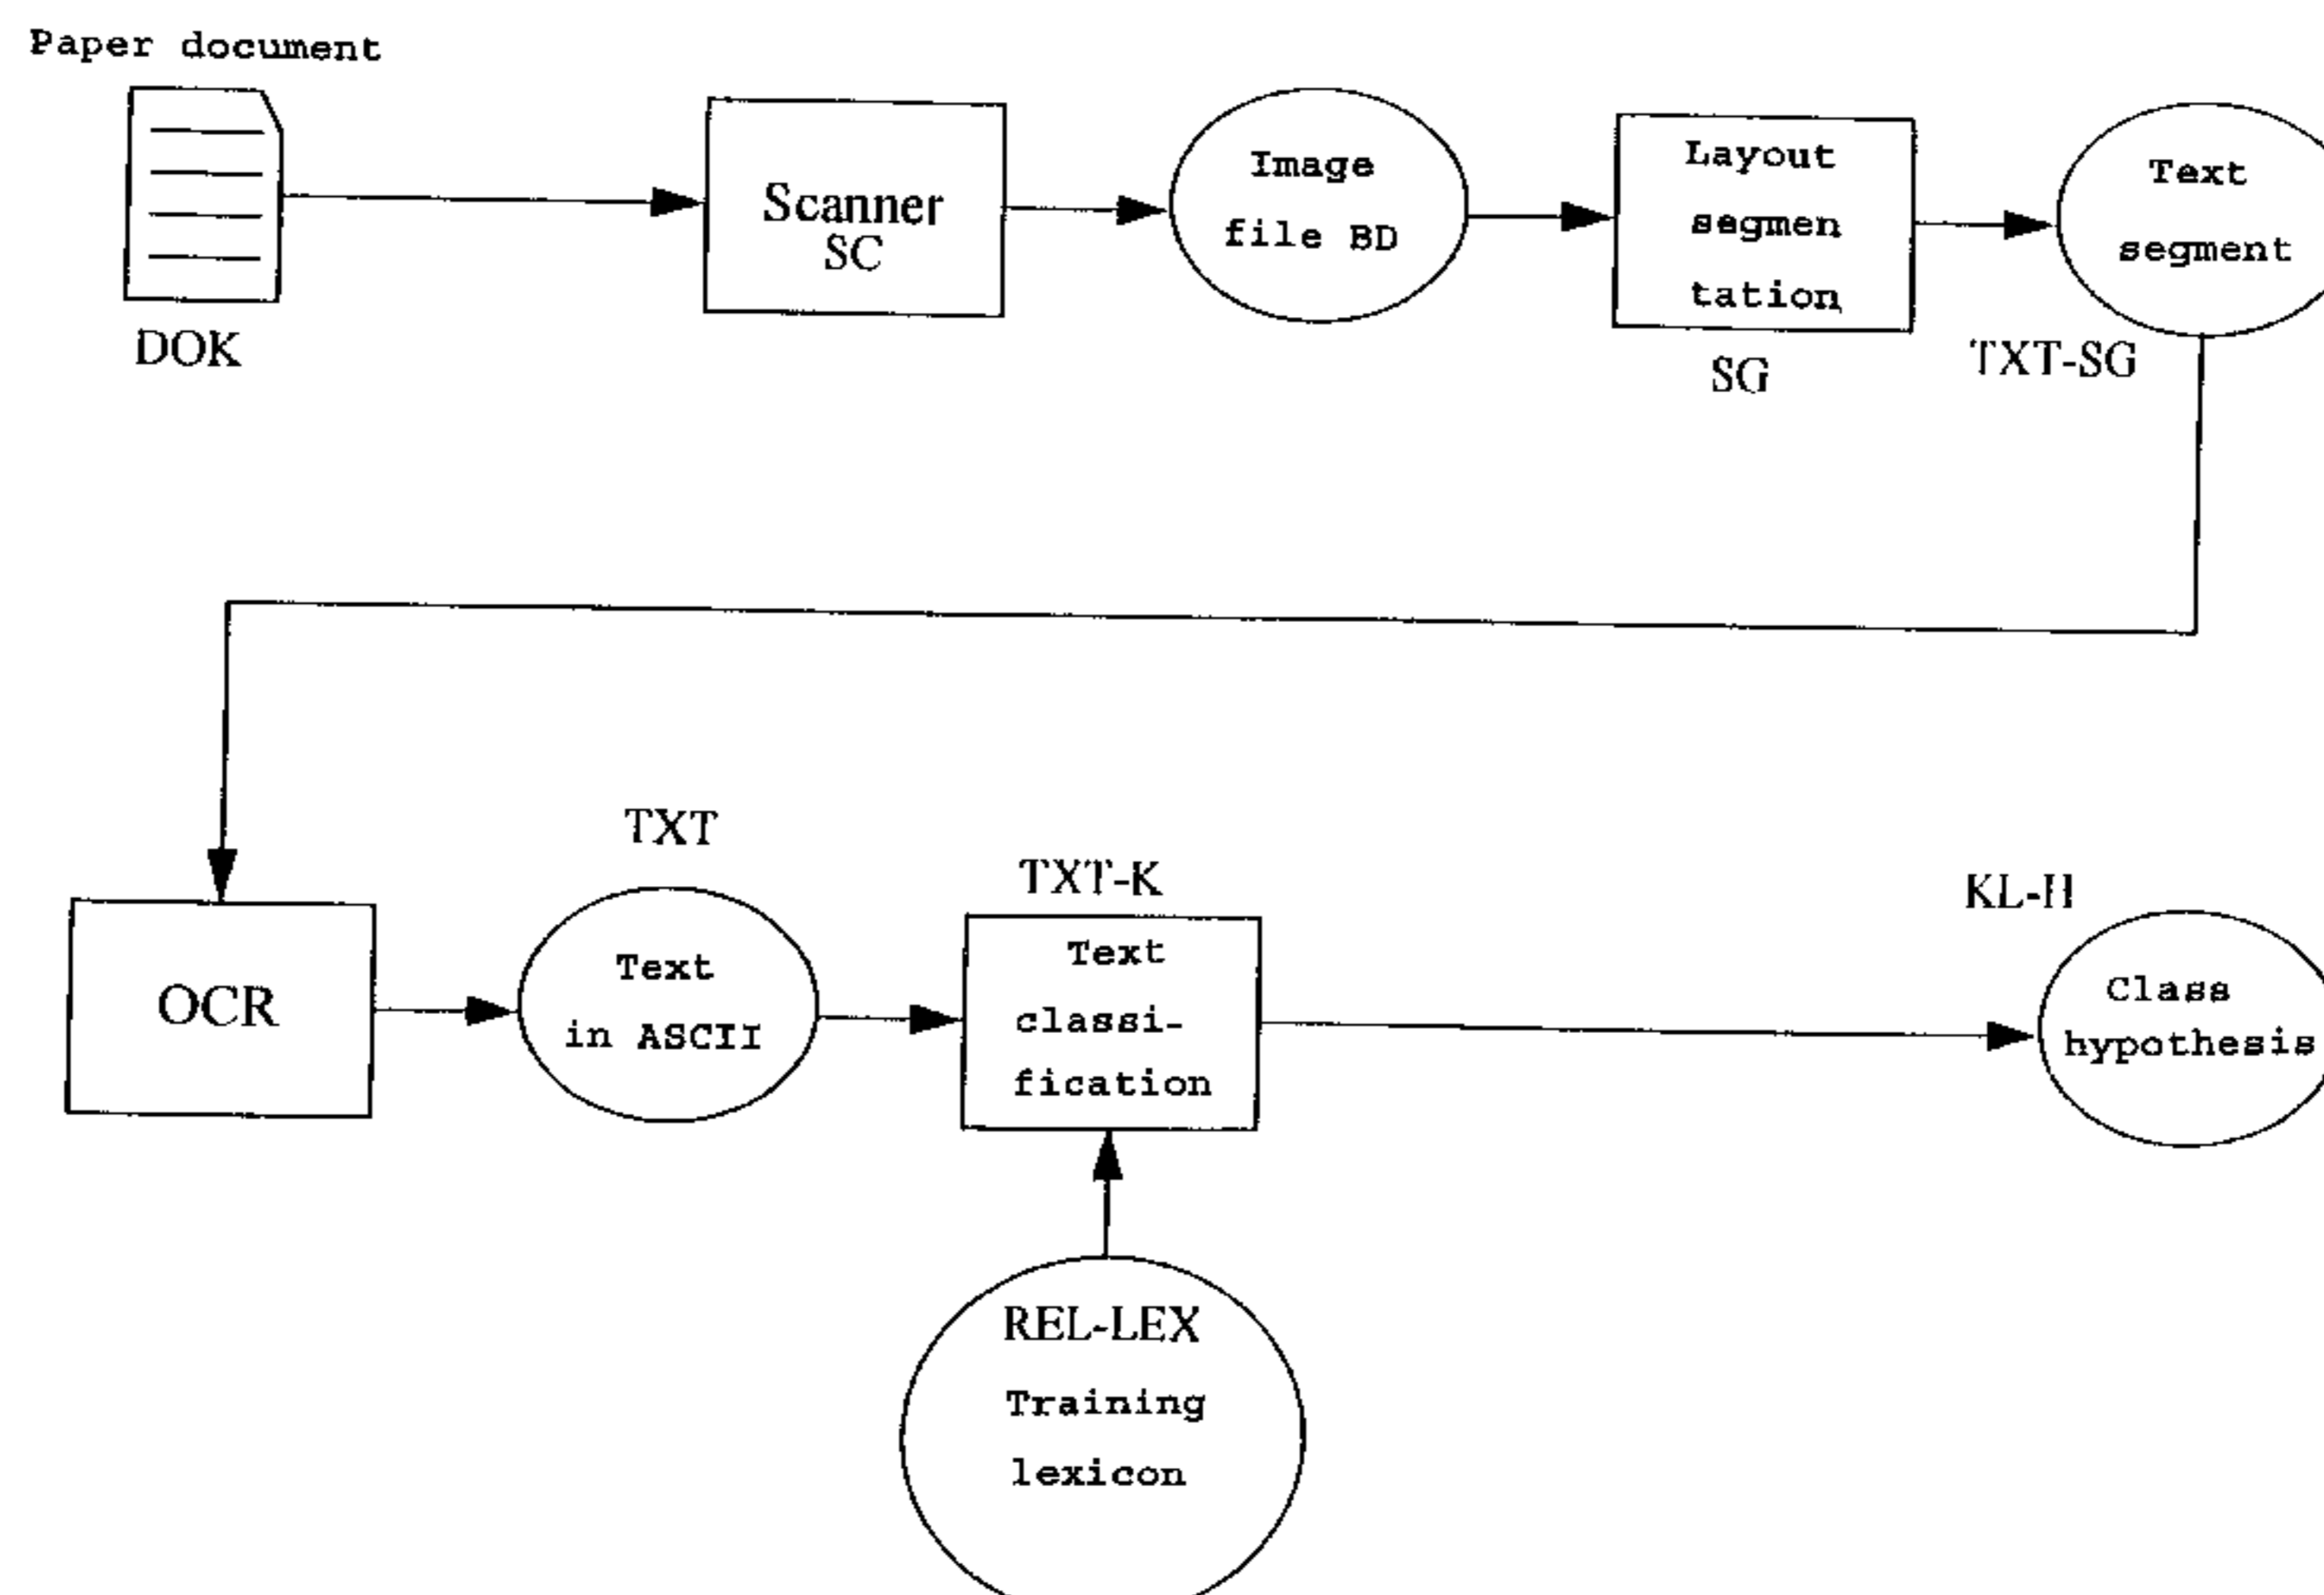 Paper document
DOK
Scanner
SC
Image
file BD
Layout
segmen
tation
SG
Text
segment
TXT-SG
OCR
TXT
Text
in ASCII
TXT-K
Text
classi-
fication
KL-H
Class
hypothesis
REL-LEX
Training
lexicon